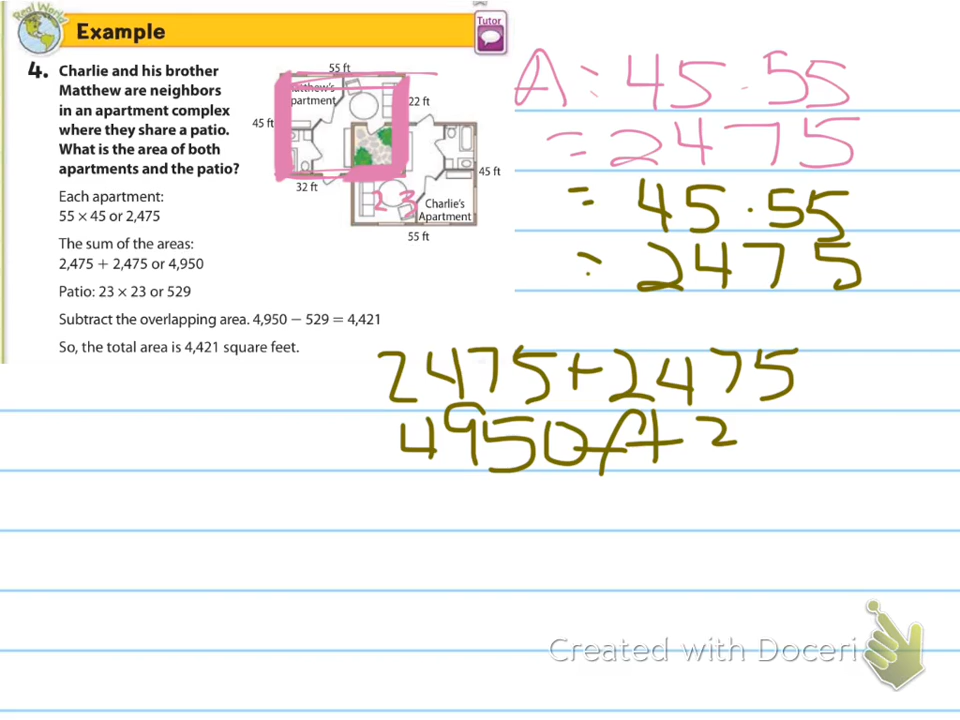 Real World
Example
Tutor
4. Charlie and his brother
Matthew are neighbors
in an apartment complex
where they share a patio.
What is the area of both
apartments and the patio?
Each apartment:
55 × 45 or 2,475
The sum of the areas:
2,475 + 2,475 or 4,950
Patio: 23 × 23 or 529
Subtract the overlapping area. 4,950 − 529 = 4,421
So, the total area is 4,421 square feet.
55 ft
Matthew's
Apartment
22 ft
45 ft
45 ft
32 ft
23
Charlie's
Apartment
55 ft
A = 45 · 55
= 2475
= 45 · 55
= 2475
2475+2475
4950 ft 2
Created with Doceri